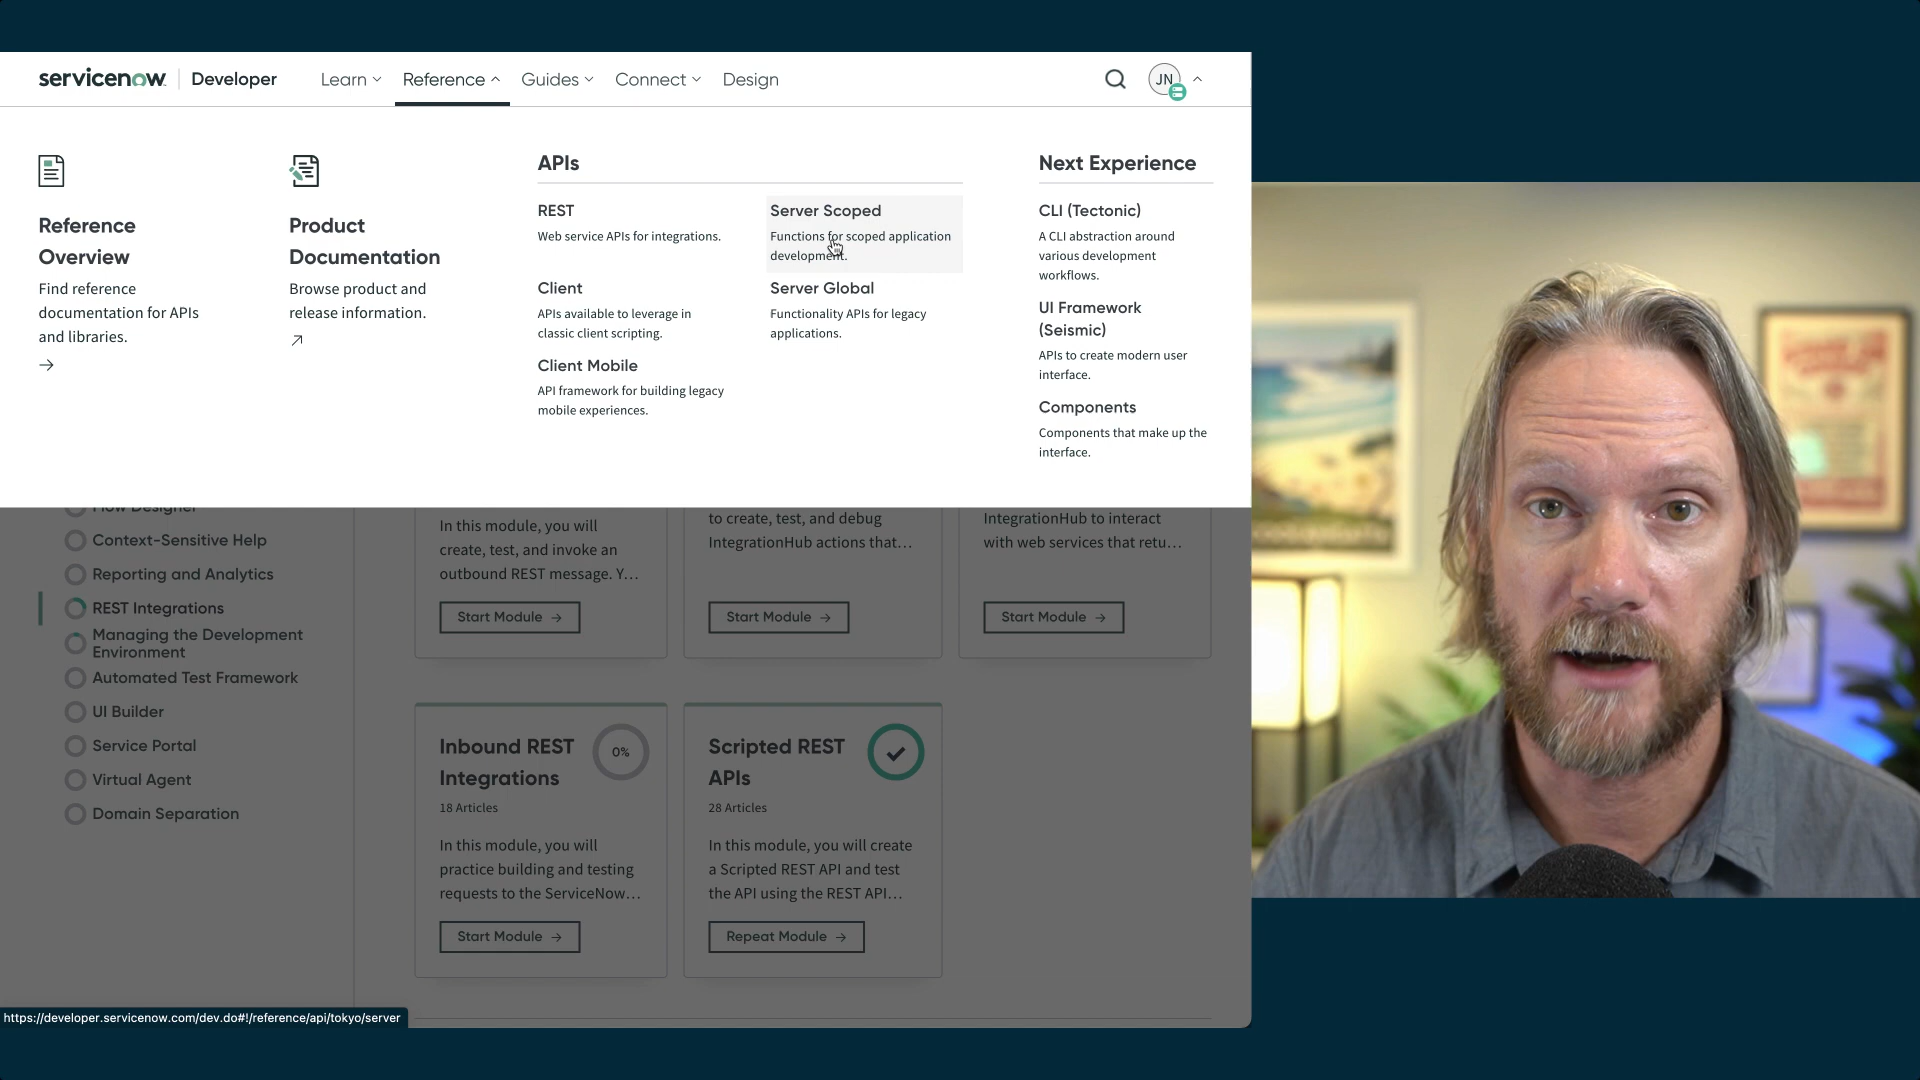 servicenow Developer Learn Reference Guides Connect Design JN
Reference
Overview
Find reference
documentation for APIs
and libraries.
Product
Documentation
Browse product and
release information.
APIs
REST
Web service APIs for integrations.
Client
APIs available to leverage in
classic client scripting.
Client Mobile
API framework for building legacy
mobile experiences.
Server Scoped
Functions for scoped application
development.
Server Global
Functionality APIs for legacy
applications.
Next Experience
CLI (Tectonic)
A CLI abstraction around
various development
workflows.
UI Framework
(Seismic)
APIs to create modern user
interface.
Components
Components that make up the
interface.
Flow Designer
Context-Sensitive Help
Reporting and Analytics
REST Integrations
Managing the Development
Environment
Automated Test Framework
UI Builder
Service Portal
Virtual Agent
Domain Separation
In this module, you will
create, test, and invoke an
outbound REST message. Y...
Start Module →
to create, test, and debug
IntegrationHub actions that...
Start Module →
IntegrationHub to interact
with web services that retu...
Start Module →
Inbound REST
Integrations
0%
18 Articles
In this module, you will
practice building and testing
requests to the ServiceNow...
Start Module →
Scripted REST
APIs
28 Articles
In this module, you will create
a Scripted REST API and test
the API using the REST API...
Repeat Module →
https://developer.servicenow.com/dev.do#!/reference/api/tokyo/server